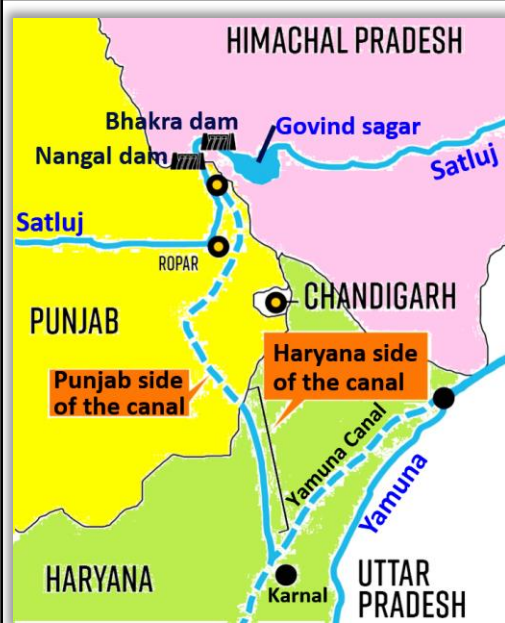 HIMACHAL PRADESH
Bhakra dam
Govind sagar
Nangal dam
Satluj
Satluj
ROPAR
CHANDIGARH
PUNJAB
Haryana side
of the canal
Punjab side
of the canal
Yamuna Canal
Yamuna
HARYANA
Karnal
UTTAR
PRADESH